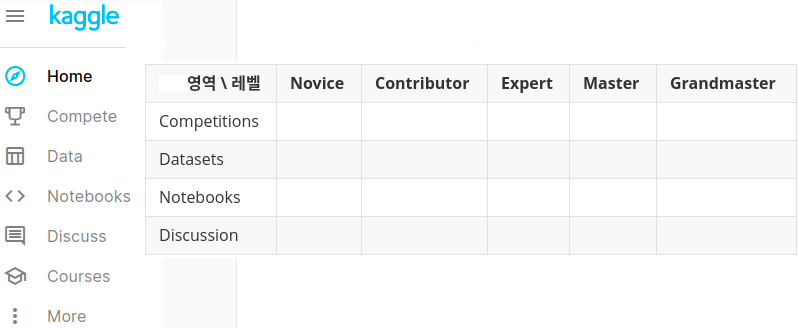 kaggle
Home
Compete
Data
Notebooks
Discuss
Courses
More
영역 \ 레벨 Novice Contributor Expert Master Grandmaster
Competitions
Datasets
Notebooks
Discussion